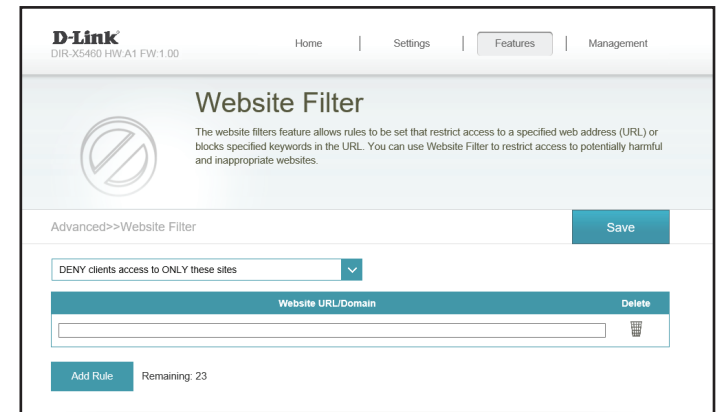 D-Link
DIR-X5460 HW:A1 FW:1.00
Home | Settings | Features | Management
Website Filter
The website filters feature allows rules to be set that restrict access to a specified web address (URL) or
blocks specified keywords in the URL. You can use Website Filter to restrict access to potentially harmful
and inappropriate websites.
Advanced>>Website Filter
Save
DENY clients access to ONLY these sites
Website URL/Domain Delete
Add Rule Remaining: 23